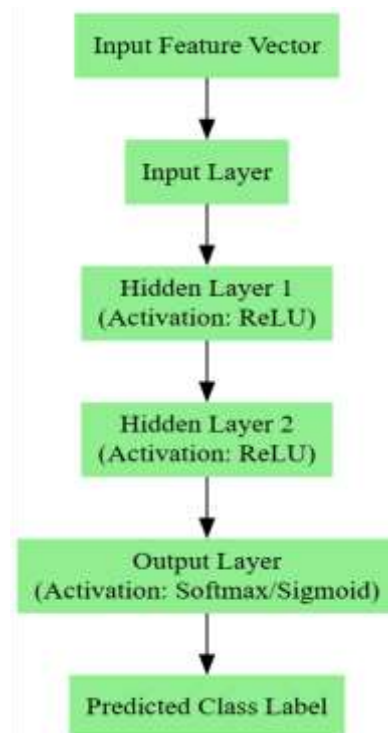 Input Feature Vector
Input Layer
Hidden Layer 1
(Activation: ReLU)
Hidden Layer 2
(Activation: ReLU)
Output Layer
(Activation: Softmax/Sigmoid)
Predicted Class Label